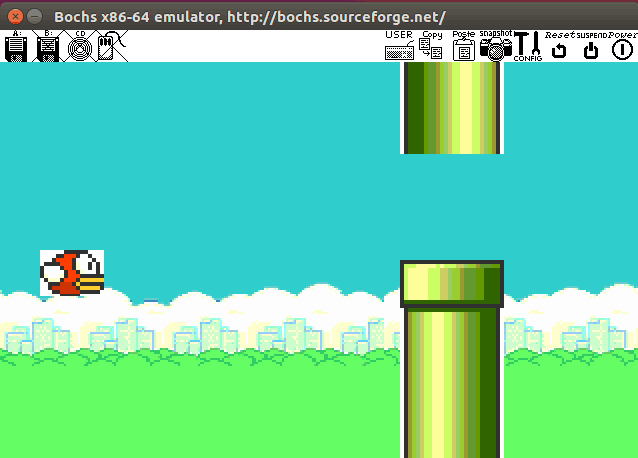 Bochs x86-64 emulator, http://bochs.sourceforge.net/
A: B: CD USER Copy Paste snapshot CONFIG Reset SUSPEND Power